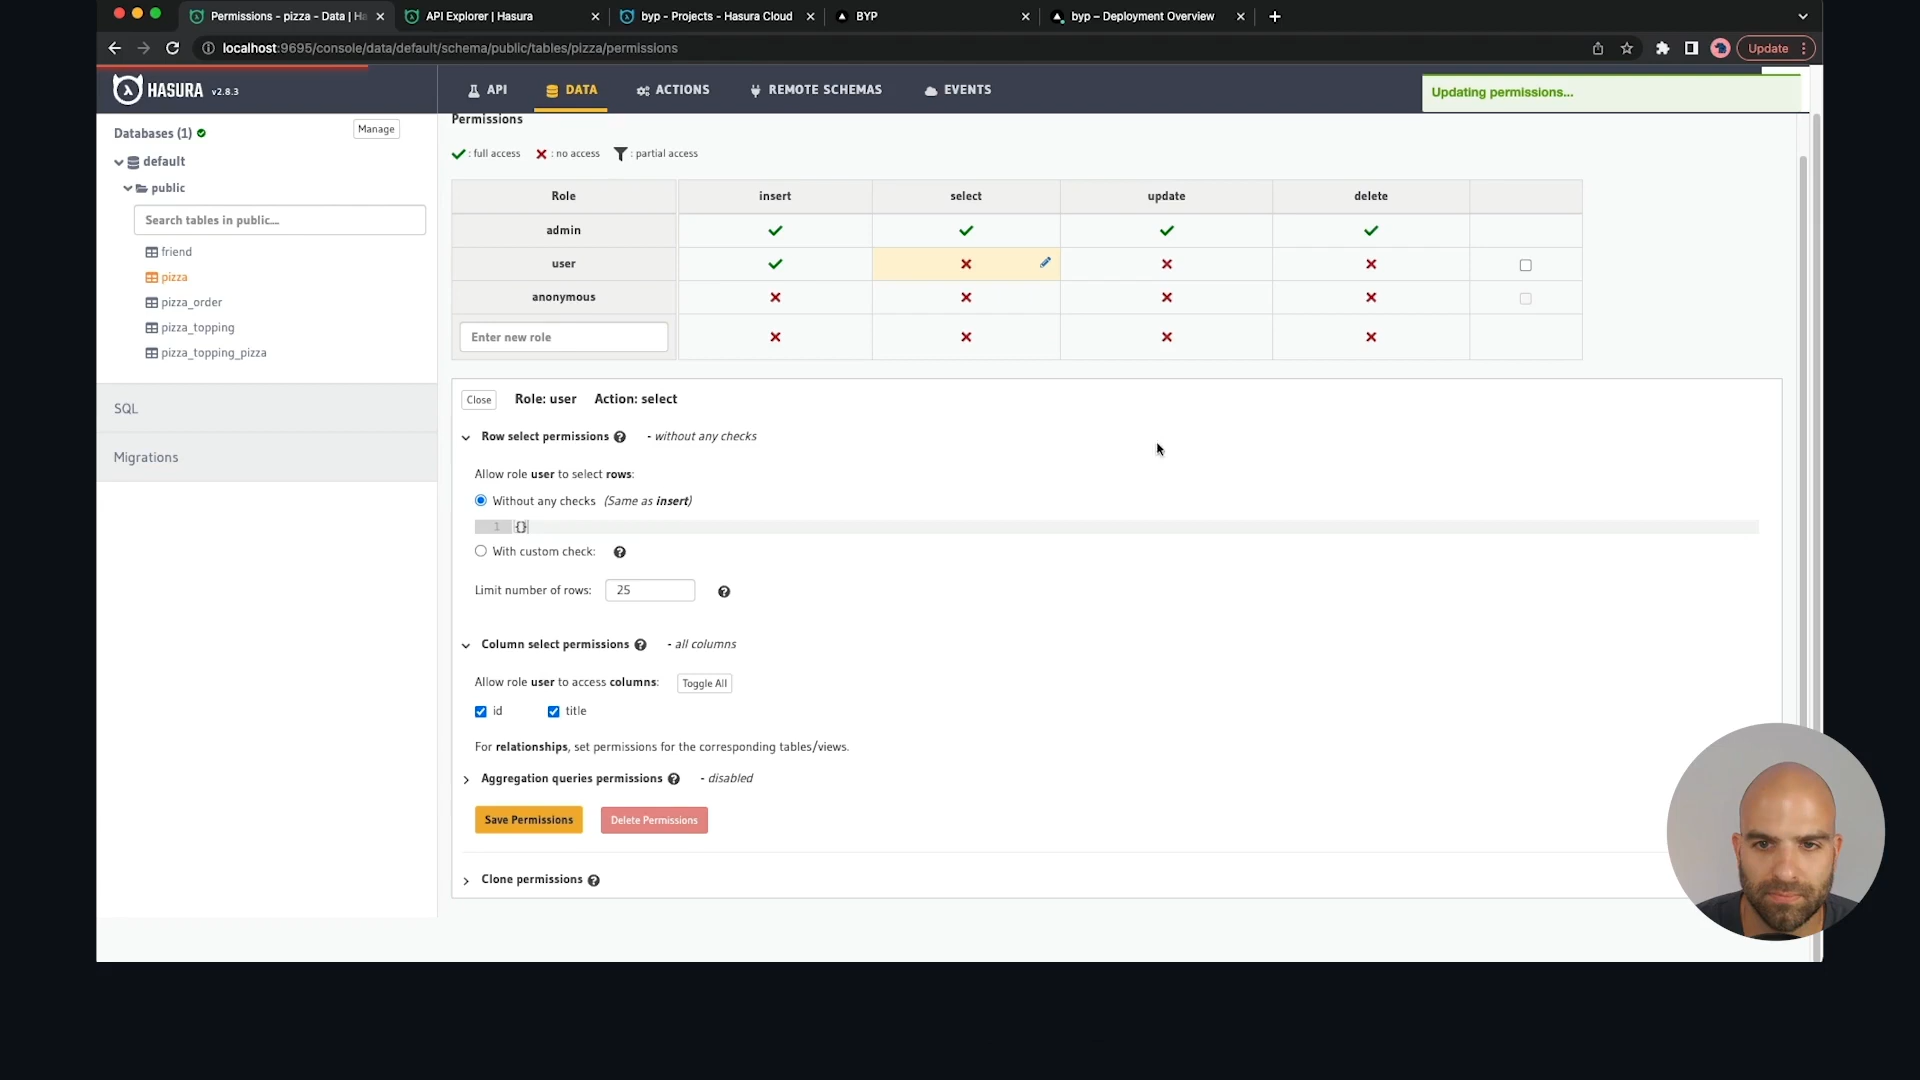 Permissions - pizza - Data | Ha
API Explorer | Hasura
byp - Projects - Hasura Cloud
BYP
byp – Deployment Overview
localhost:9695/console/data/default/schema/public/tables/pizza/permissions
Update
HASURA v2.8.3
API
DATA
ACTIONS
REMOTE SCHEMAS
EVENTS
Updating permissions...
Databases (1)
Manage
default
public
Search tables in public....
friend
pizza
pizza_order
pizza_topping
pizza_topping_pizza
SQL
Migrations
Permissions
: full access : no access : partial access
Role insert select update delete
admin
user
anonymous
Enter new role
Close Role: user Action: select
Row select permissions - without any checks
Allow role user to select rows:
Without any checks (Same as insert)
1 {}
With custom check:
Limit number of rows: 25
Column select permissions - all columns
Allow role user to access columns: Toggle All
id title
For relationships, set permissions for the corresponding tables/views.
Aggregation queries permissions - disabled
Save Permissions Delete Permissions
Clone permissions